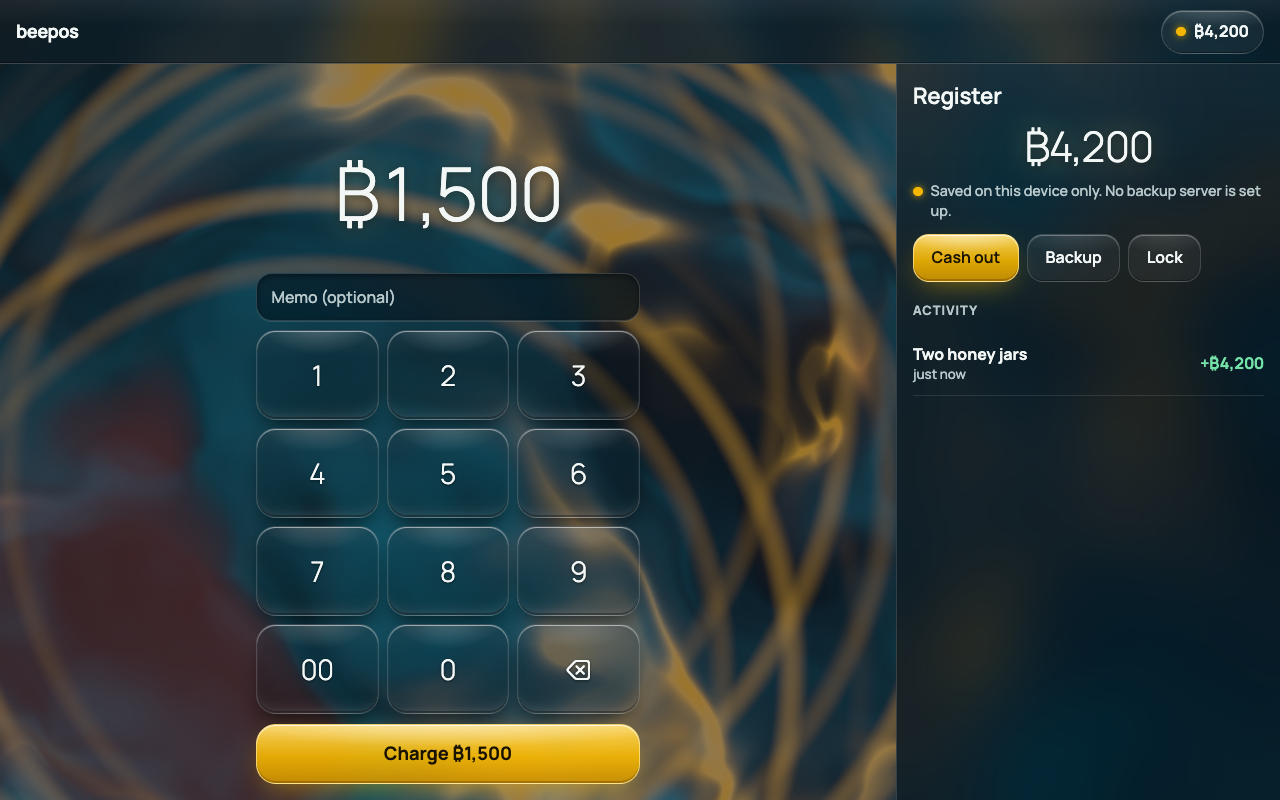 beepos
₿4,200
₿1,500
Memo (optional)
1 2 3
4 5 6
7 8 9
00 0
Charge ₿1,500
Register
₿4,200
Saved on this device only. No backup server is set
up.
Cash out Backup Lock
ACTIVITY
Two honey jars
just now
+₿4,200